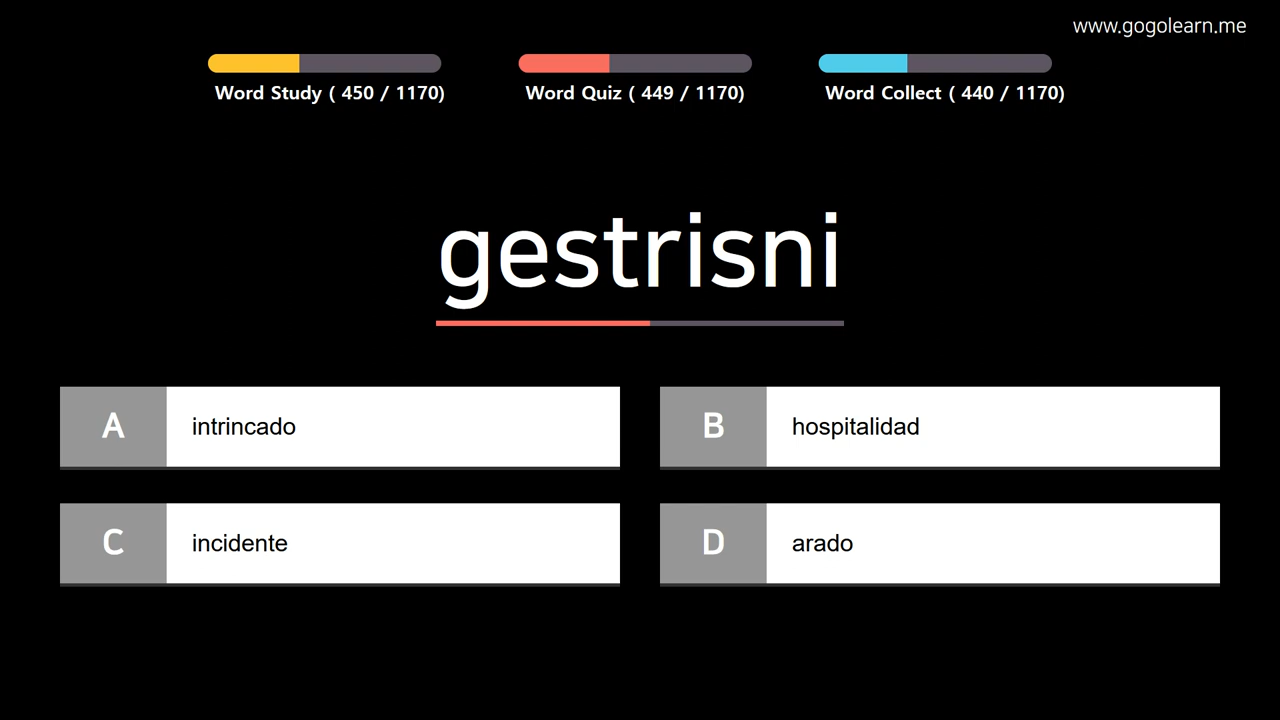 www.gogolearn.me
Word Study ( 450 / 1170)
Word Quiz ( 449 / 1170)
Word Collect ( 440 / 1170)
gestrisni
A intrincado
B hospitalidad
C incidente
D arado